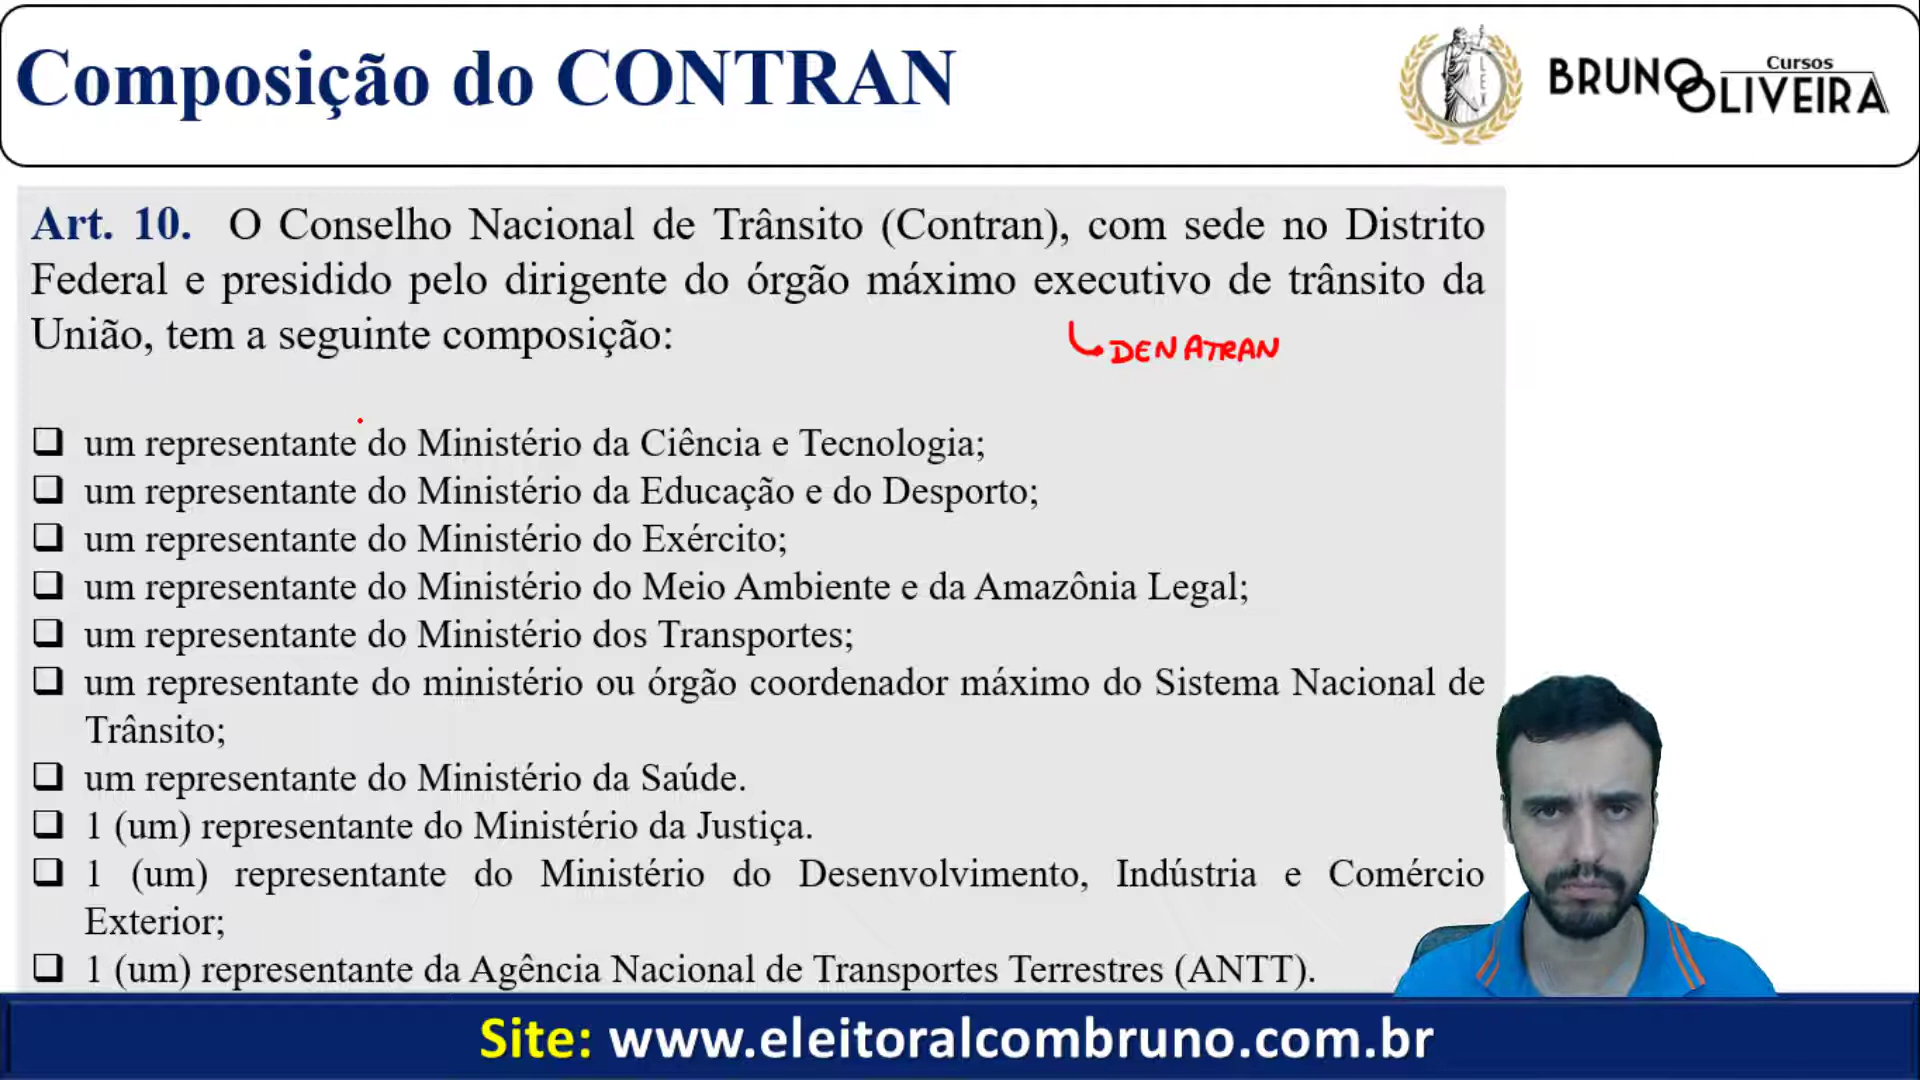 Composição do CONTRAN
LEX
Cursos
BRUNO OLIVEIRA
Art. 10. O Conselho Nacional de Trânsito (Contran), com sede no Distrito
Federal e presidido pelo dirigente do órgão máximo executivo de trânsito da
União, tem a seguinte composição:
DENATRAN
um representante do Ministério da Ciência e Tecnologia;
um representante do Ministério da Educação e do Desporto;
um representante do Ministério do Exército;
um representante do Ministério do Meio Ambiente e da Amazônia Legal;
um representante do Ministério dos Transportes;
um representante do ministério ou órgão coordenador máximo do Sistema Nacional de
Trânsito;
um representante do Ministério da Saúde.
1 (um) representante do Ministério da Justiça.
1 (um) representante do Ministério do Desenvolvimento, Indústria e Comércio
Exterior;
1 (um) representante da Agência Nacional de Transportes Terrestres (ANTT).
Site: www.eleitoralcombruno.com.br